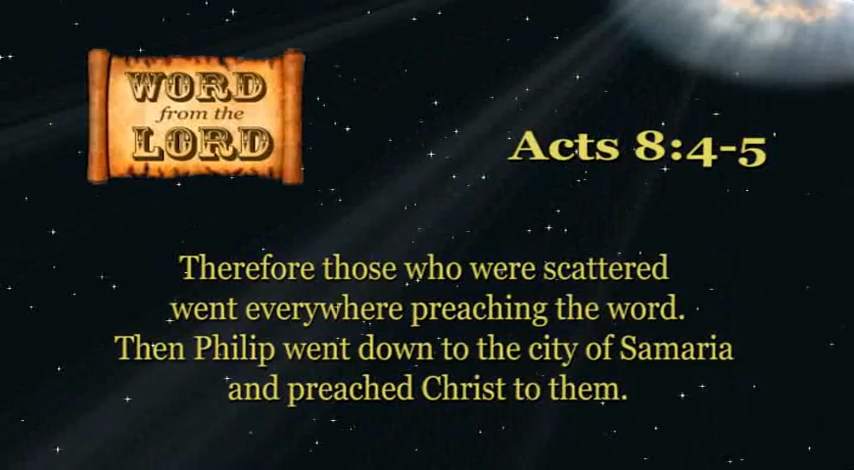 WORD
from the
LORD
Acts 8:4-5
Therefore those who were scattered
went everywhere preaching the word.
Then Philip went down to the city of Samaria
and preached Christ to them.